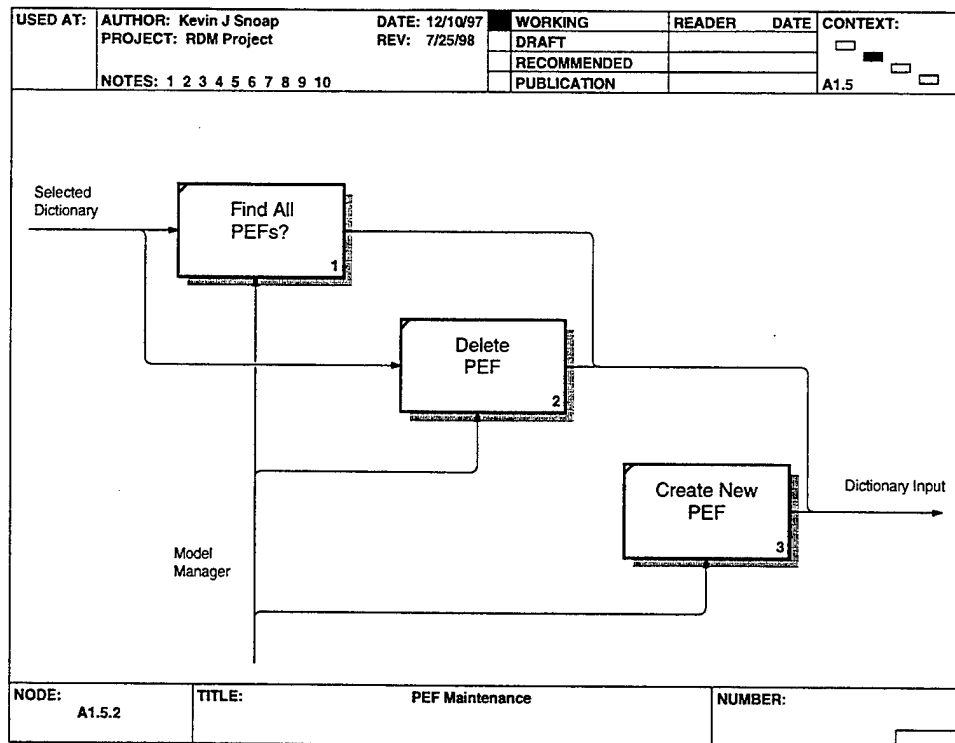 USED AT:
AUTHOR: Kevin J Snoap
DATE: 12/10/97
WORKING
READER DATE
CONTEXT:
PROJECT: RDM Project
REV: 7/25/98
DRAFT
RECOMMENDED
NOTES: 1 2 3 4 5 6 7 8 9 10
PUBLICATION
A1.5
Selected
Dictionary
Find All
PEFs?
1
Delete
PEF
2
Create New
PEF
3
Dictionary Input
Model
Manager
NODE:
A1.5.2
TITLE:
PEF Maintenance
NUMBER: